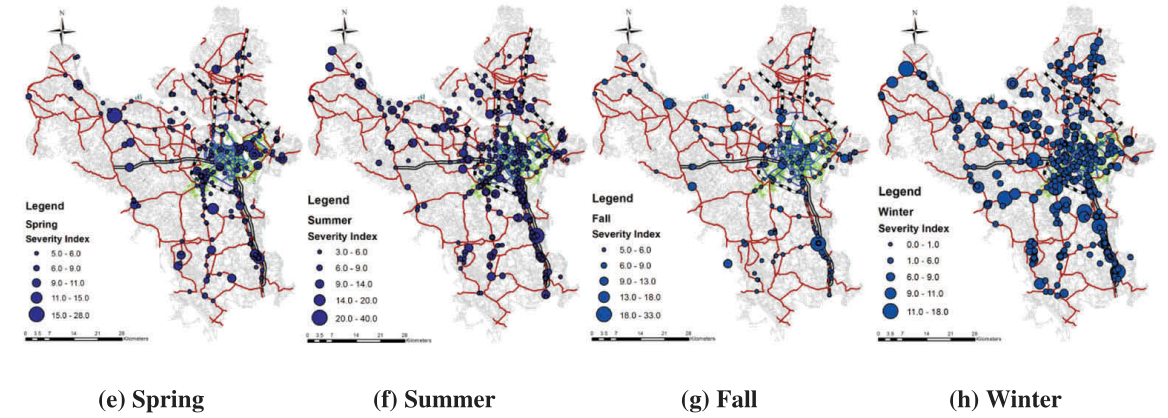 N
Legend
Spring
Severity Index
5.0 - 6.0
6.0 - 9.0
9.0 - 11.0
11.0 - 15.0
15.0 - 28.0
0 3.5 7 14 21 28
Kilometers
(e) Spring
N
Legend
Summer
Severity Index
3.0 - 6.0
6.0 - 9.0
9.0 - 14.0
14.0 - 20.0
20.0 - 40.0
0 3.5 7 14 21 28
Kilometers
(f) Summer
N
Legend
Fall
Severity Index
5.0 - 6.0
6.0 - 9.0
9.0 - 13.0
13.0 - 18.0
18.0 - 33.0
0 3.5 7 14 21 28
Kilometers
(g) Fall
N
Legend
Winter
Severity Index
0.0 - 1.0
1.0 - 6.0
6.0 - 9.0
9.0 - 11.0
11.0 - 18.0
0 3.5 7 14 21 28
Kilometers
(h) Winter